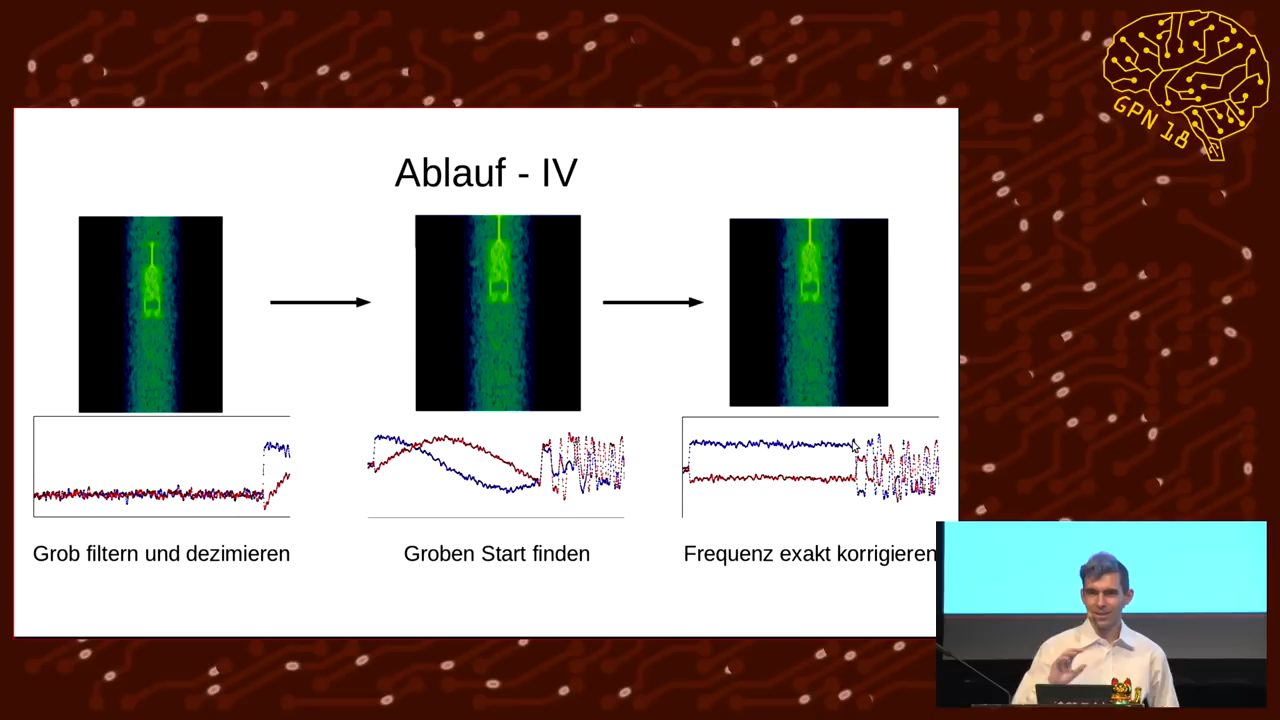 GPN 18
Ablauf - IV
Grob filtern und dezimieren
Groben Start finden
Frequenz exakt korrigieren